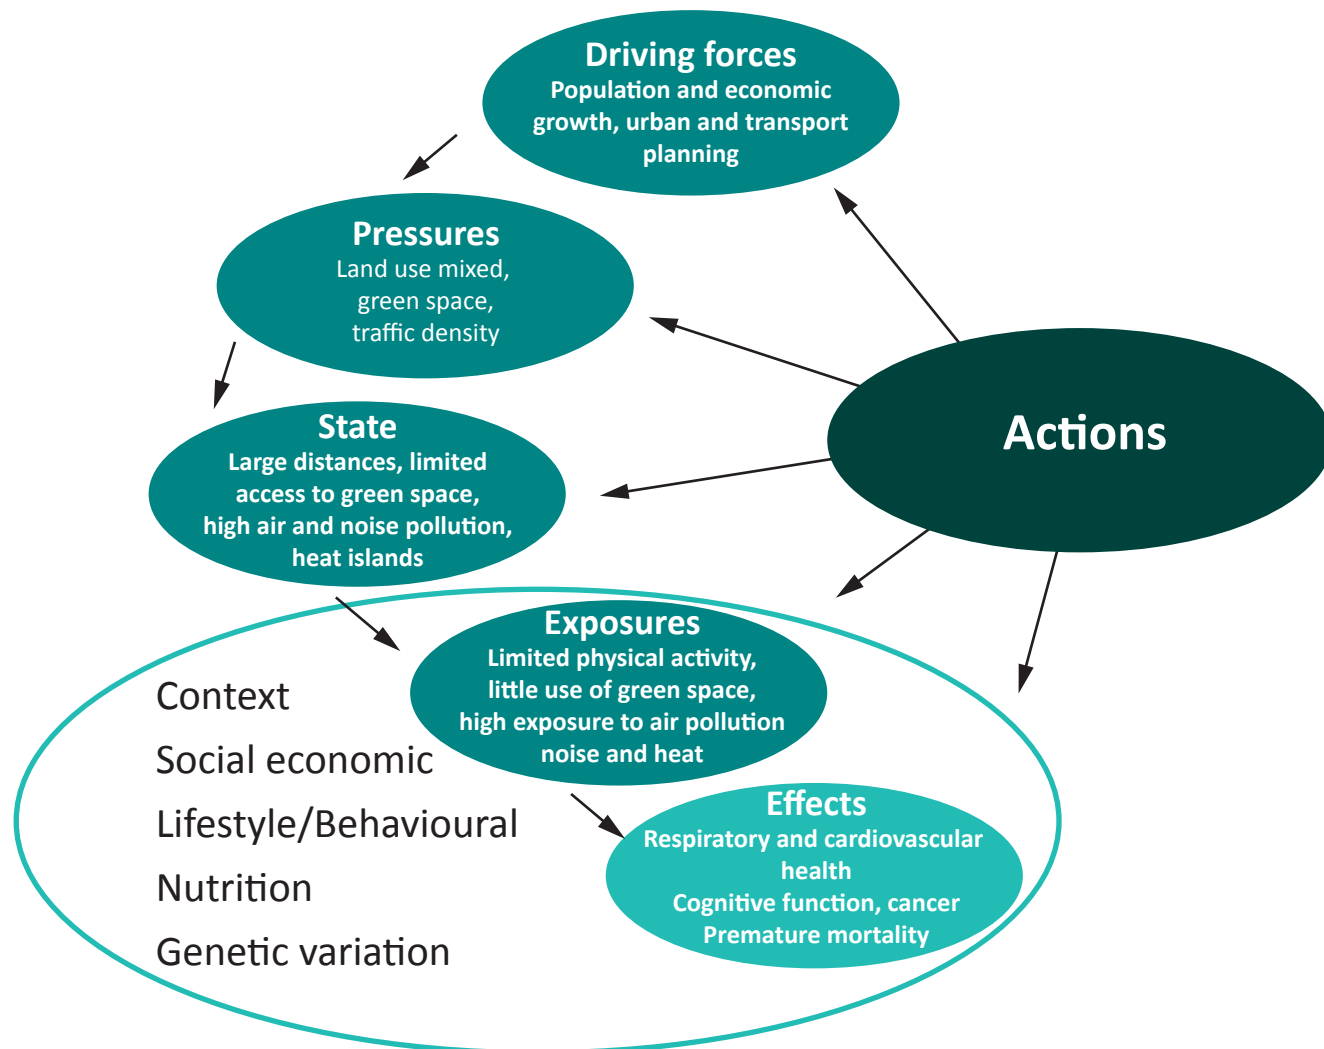 Driving forces
Population and economic
growth, urban and transport
planning
Pressures
Land use mixed,
green space,
traffic density
Actions
State
Large distances, limited
access to green space,
high air and noise pollution,
heat islands
Exposures
Limited physical activity,
little use of green space,
high exposure to air pollution
noise and heat
Context
Social economic
Lifestyle/Behavioural
Nutrition
Genetic variation
Effects
Respiratory and cardiovascular
health
Cognitive function, cancer
Premature mortality